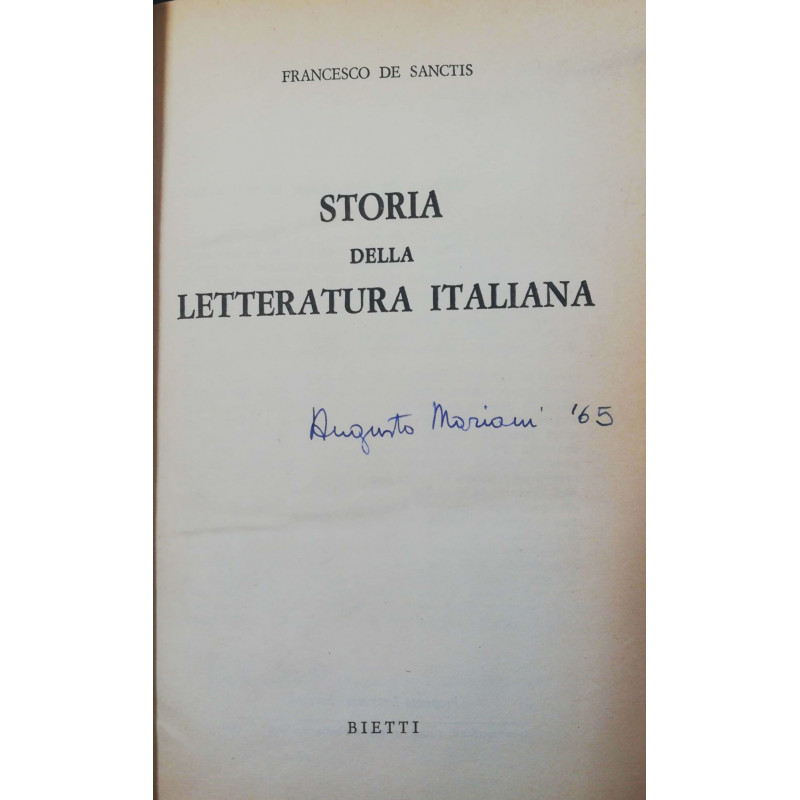 FRANCESCO DE SANCTIS
STORIA
DELLA
LETTERATURA ITALIANA
Augusto Mariani '65
BIETTI